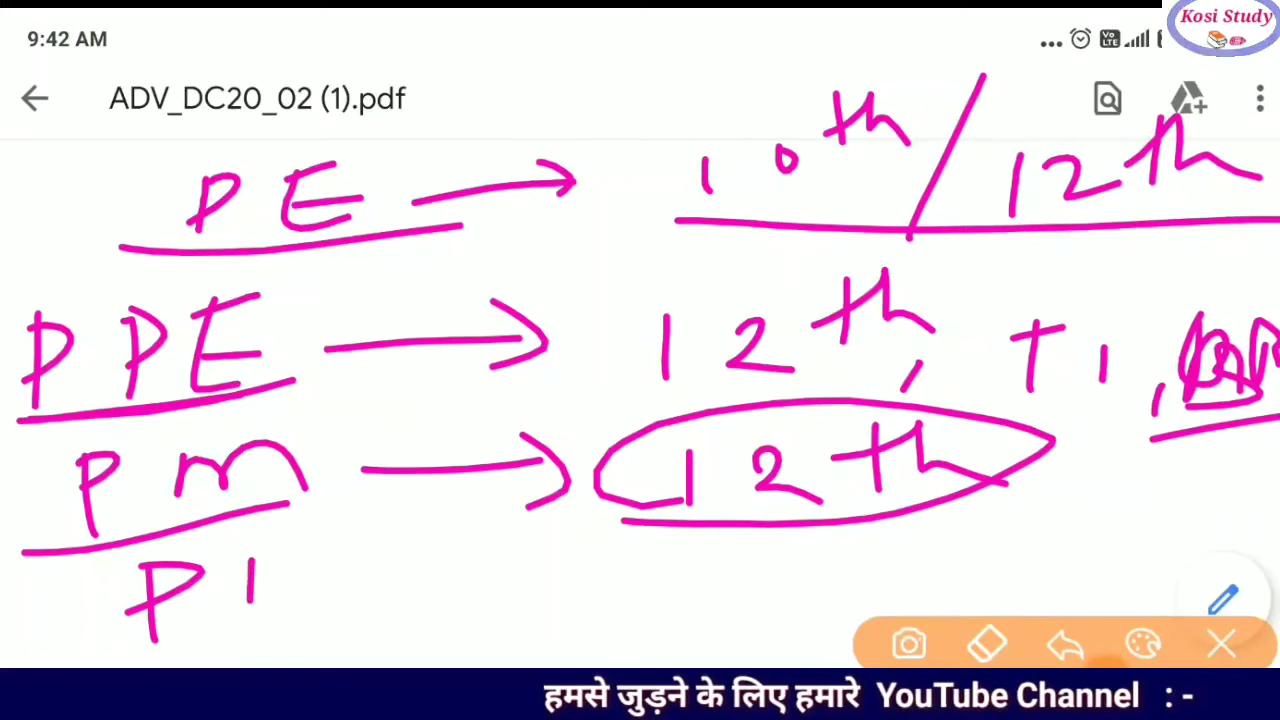 Kosi Study
9:42 AM
VoLTE
ADV_DC20_02 (1).pdf
PE → 10th / 12th
PPE → 12th, + 1,
PM → 12th
P
हमसे जुड़ने के लिए हमारे YouTube Channel : -